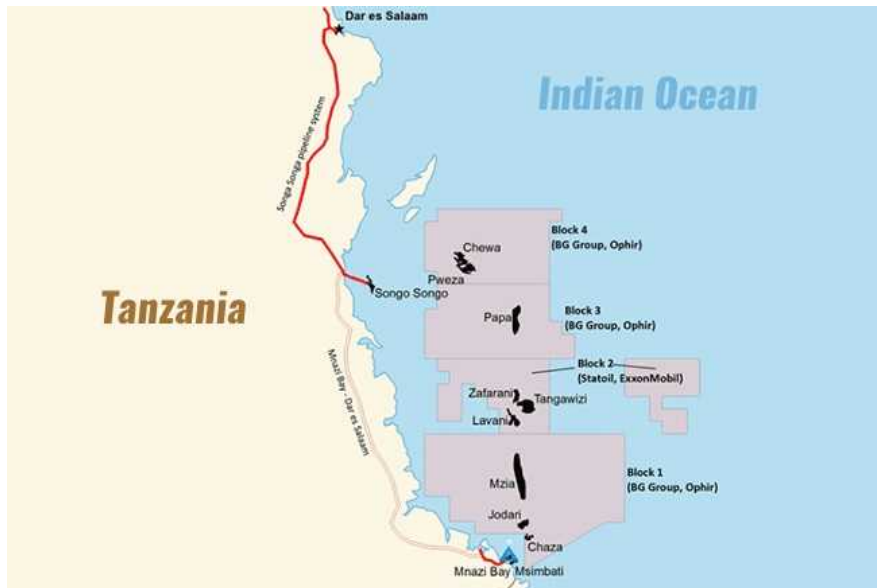 Dar es Salaam
Indian Ocean
Songa Songa pipeline system
Block 4
(BG Group, Ophir)
Chewa
Pweza
Songo Songo
Tanzania
Papa
Block 3
(BG Group, Ophir)
Block 2
(Statoil, ExxonMobil)
Mnazi Bay - Dar es Salaam
Zafarani
Tangawizi
Lavani
Block 1
(BG Group, Ophir)
Mzia
Jodari
Chaza
Mnazi Bay Msimbati